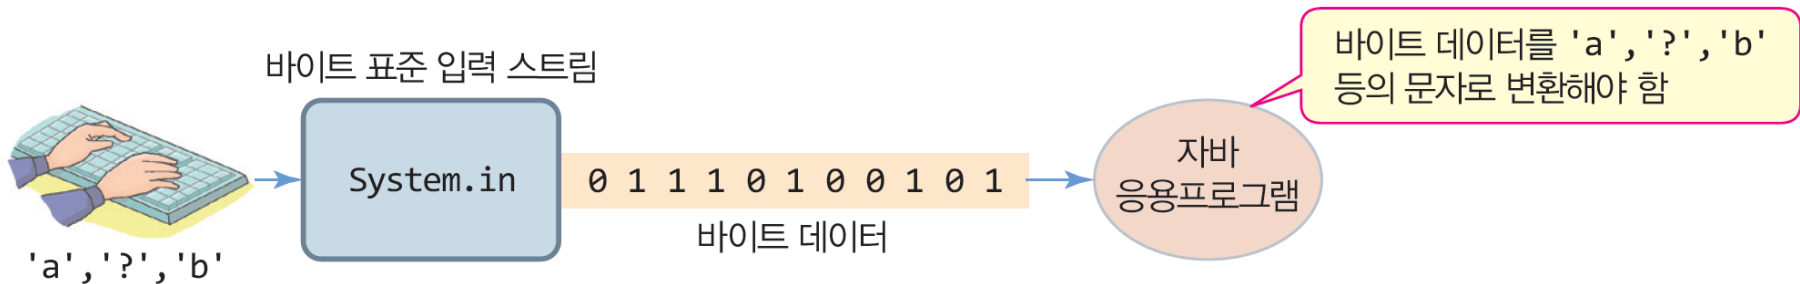 바이트 데이터를 'a','?','b'
등의 문자로 변환해야 함
바이트 표준 입력 스트림
System.in
0 1 1 1 0 1 0 0 1 0 1
자바
응용프로그램
바이트 데이터
'a','?','b'